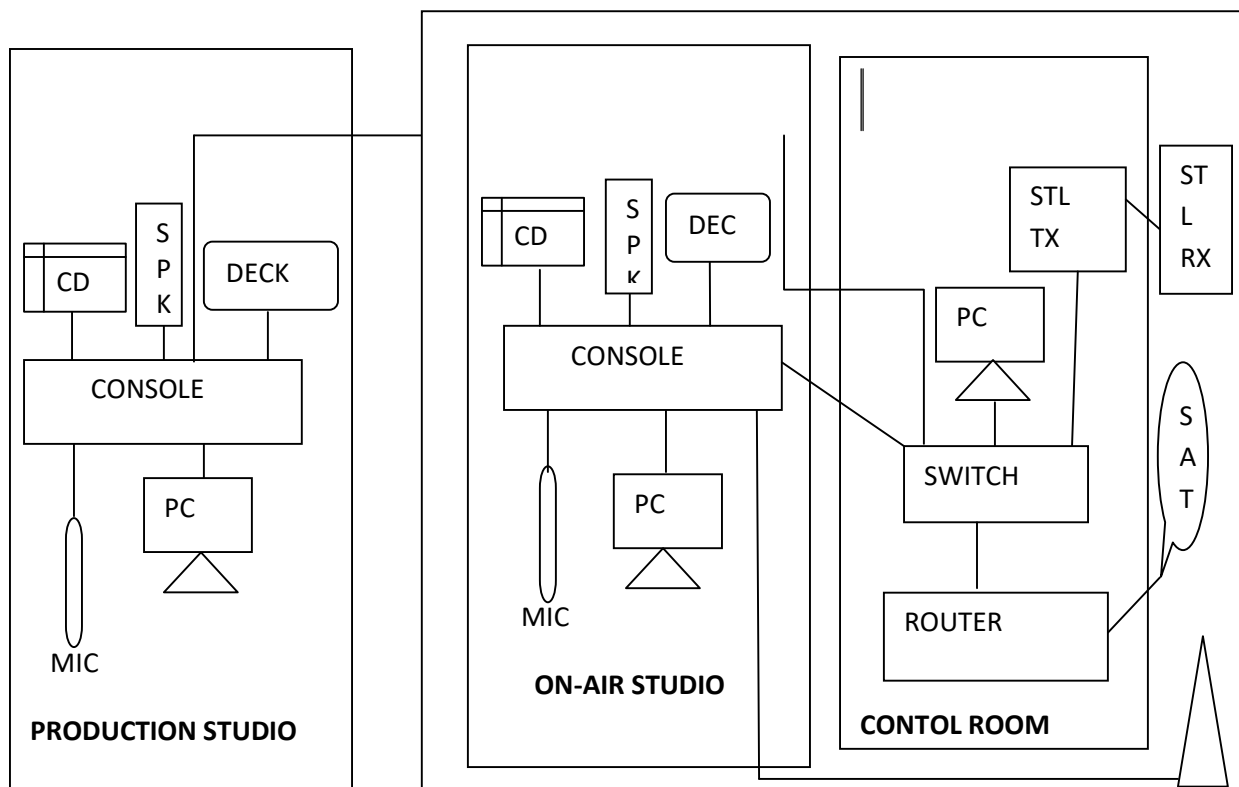 CD
S
P
K
DECK
CONSOLE
PC
MIC
PRODUCTION STUDIO
CD
S
P
K
DEC
CONSOLE
PC
MIC
ON-AIR STUDIO
STL
TX
PC
SWITCH
ROUTER
CONTOL ROOM
ST
L
RX
S
A
T